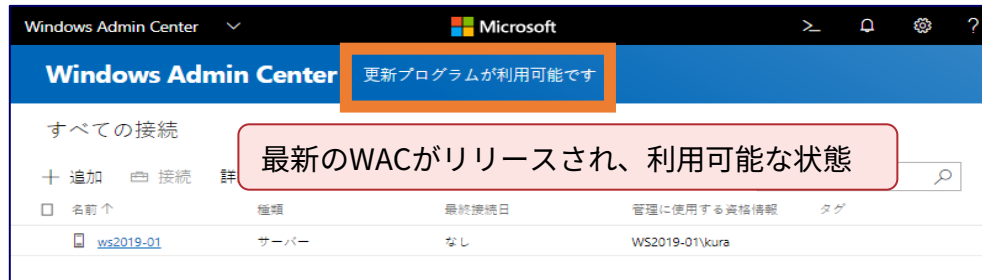 Windows Admin Center
Microsoft
?
Windows Admin Center 更新プログラムが利用可能です
すべての接続
最新のWACがリリースされ、利用可能な状態
追加 接続
名前 種類 最終接続日 管理に使用する資格情報 タグ
ws2019-01 サーバー なし WS2019-01\kura